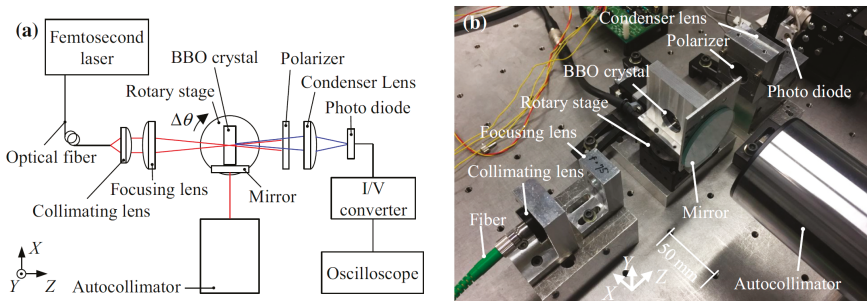 (a)
Femtosecond
laser
BBO crystal
Rotary stage
Δθ
Polarizer
Condenser Lens
Photo diode
Optical fiber
Collimating
lens
Focusing lens
Mirror
I/V
converter
Oscilloscope
Autocollimator
X
Y
Z
(b)
Condenser lens
Polarizer
BBO crystal
Rotary stage
Focusing lens
Collimating lens
Fiber
Photo diode
Mirror
Autocollimator
50 mm
X
Y
Z